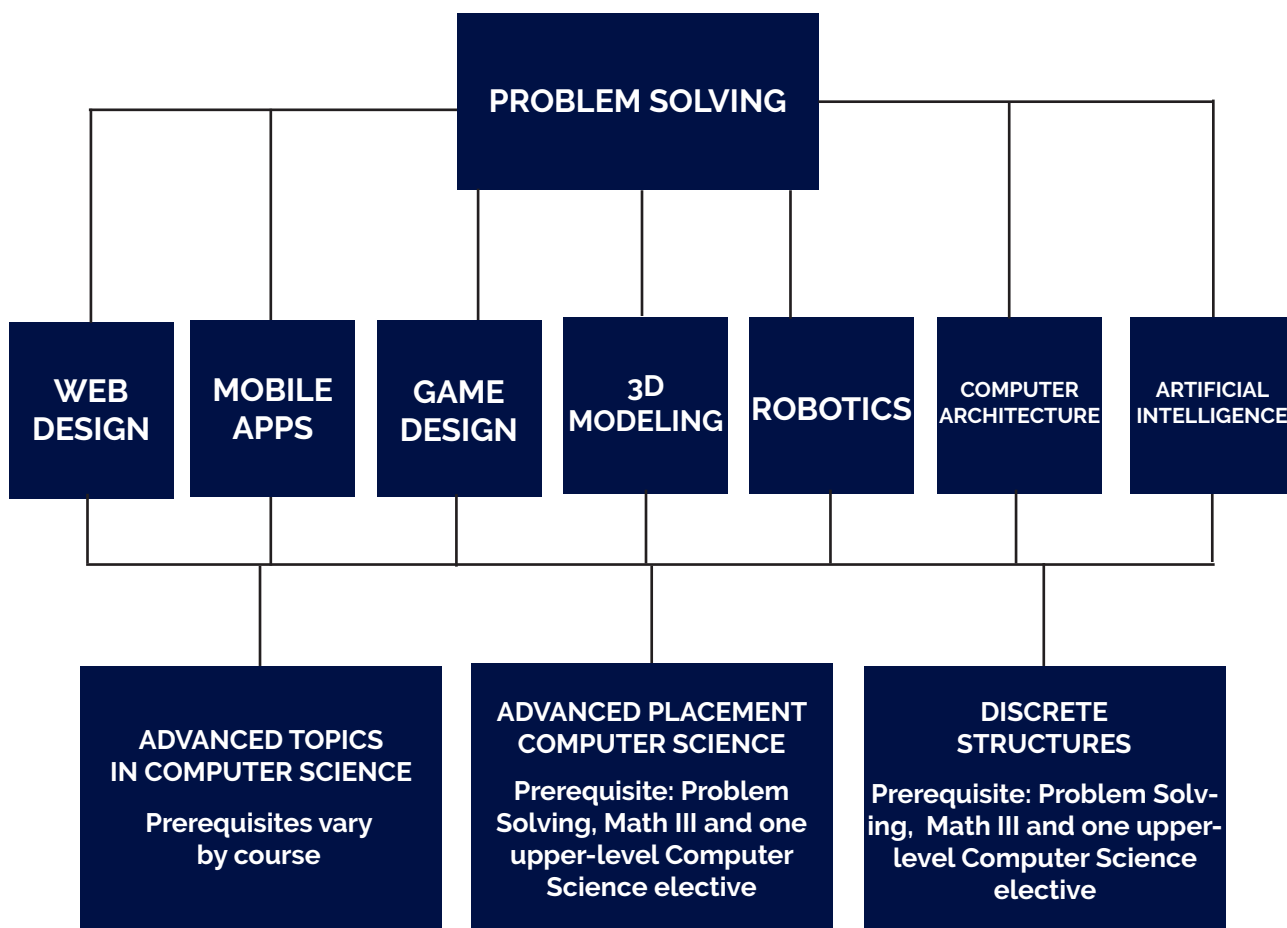 PROBLEM SOLVING
WEB
DESIGN
MOBILE
APPS
GAME
DESIGN
3D
MODELING
ROBOTICS
COMPUTER
ARCHITECTURE
ARTIFICIAL
INTELLIGENCE
ADVANCED TOPICS
IN COMPUTER SCIENCE
Prerequisites vary
by course
ADVANCED PLACEMENT
COMPUTER SCIENCE
Prerequisite: Problem
Solving, Math III and one
upper-level Computer
Science elective
DISCRETE
STRUCTURES
Prerequisite: Problem Solv-
ing, Math III and one upper-
level Computer Science
elective